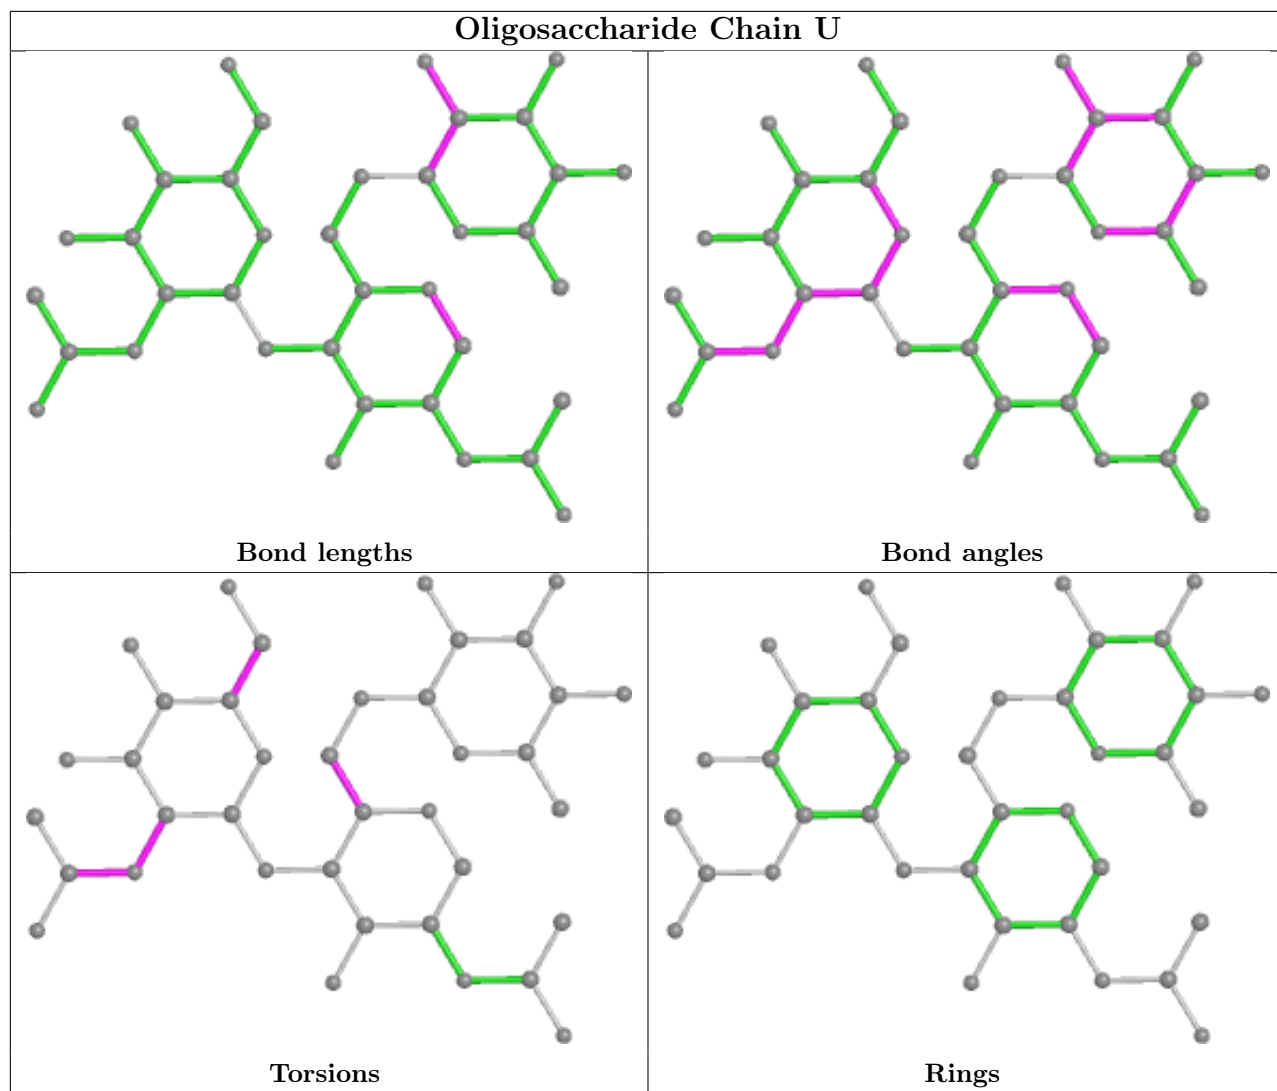 Oligosaccharide Chain U
Bond lengths
Bond angles
Torsions
Rings